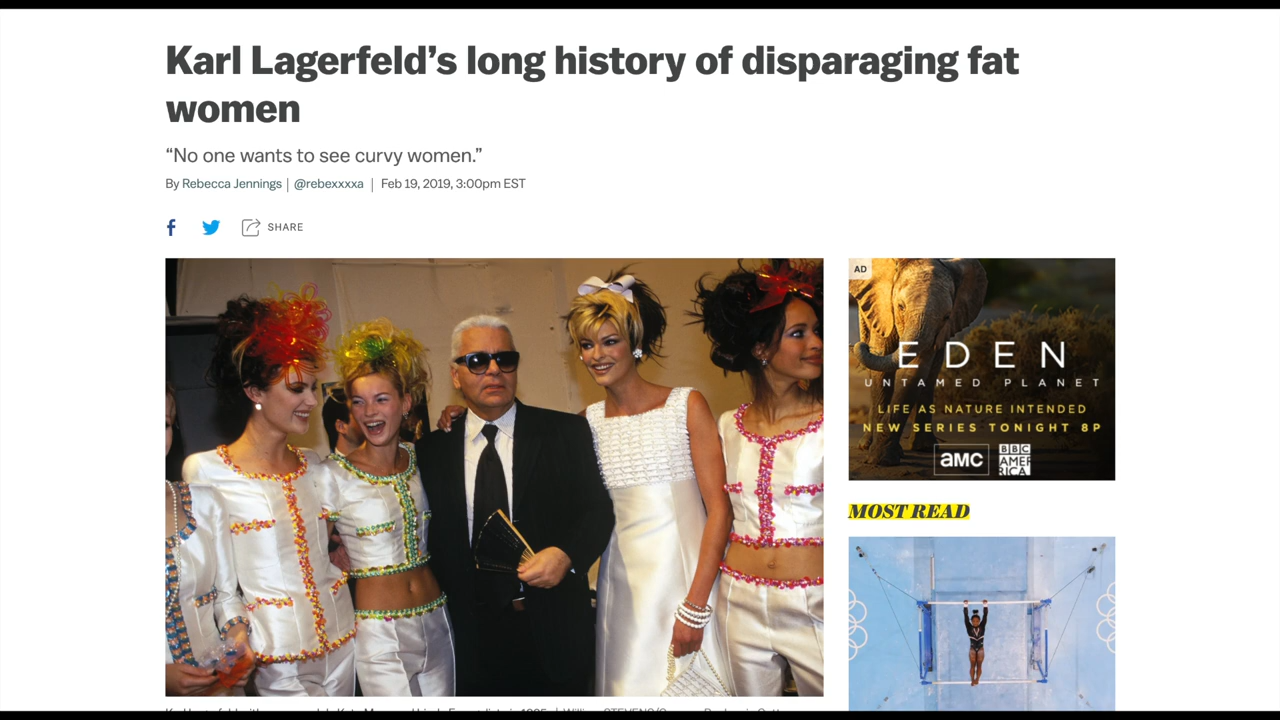 Karl Lagerfeld’s long history of disparaging fat
women
“No one wants to see curvy women.”
By Rebecca Jennings | @rebexxxxa | Feb 19, 2019, 3:00pm EST
SHARE
AD
EDEN
UNTAMED PLANET
LIFE AS NATURE INTENDED
NEW SERIES TONIGHT 8P
aMC
BBC
AMERICA
MOST READ